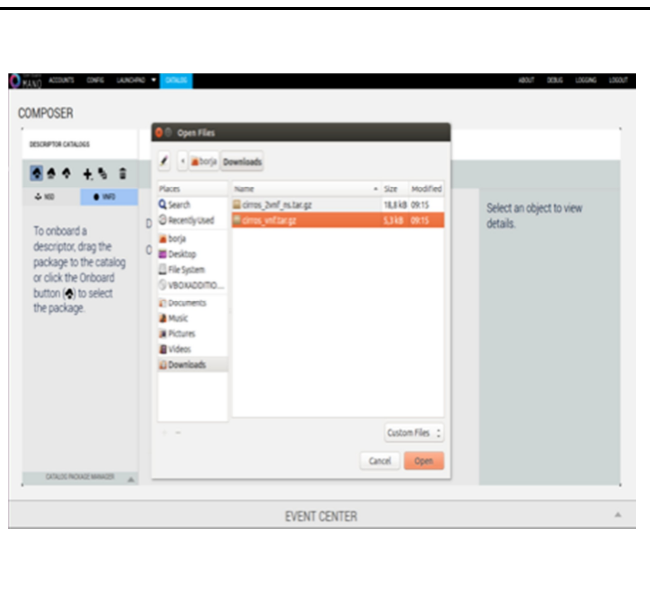 MANO ACCOUNTS CONFIG LAUNCHPAD CATALOG ABOUT DEBUG LOGGING LOGOUT
COMPOSER
DESCRIPTOR CATALOGS
NSD VNFD
To onboard a
descriptor, drag the
package to the catalog
or click the Onboard
button ( ) to select
the package.
CATALOG PACKAGE MANAGER
Open Files
borja Downloads
Places Name Size Modified
Search cirros_2vnf_ns.tar.gz 18,8 kB 09:15
Recently Used cirros_vnf.tar.gz 5,3 kB 09:15
borja
Desktop
File System
VBOXADDITIO...
Documents
Music
Pictures
Videos
Downloads
Custom Files
Cancel Open
D
Select an object to view
details.
EVENT CENTER